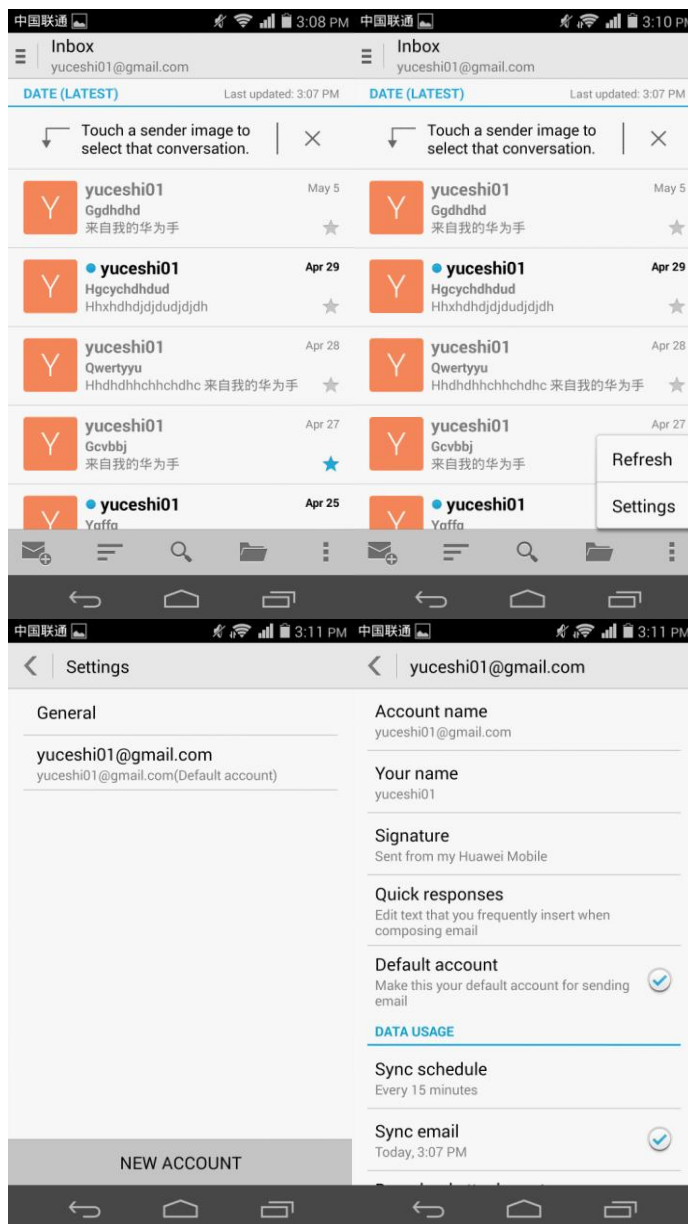 中国联通
3:08 PM
Inbox
yuceshi01@gmail.com
DATE (LATEST)
Last updated: 3:07 PM
Touch a sender image to
select that conversation.
Y
yuceshi01
May 5
Ggdhdhd
来自我的华为手
Y
yuceshi01
Apr 29
Hgcychdhdud
Hhxhdhdjdjdudjdjdh
Y
yuceshi01
Apr 28
Qwertyyu
Hhdhdhhchhchdhc 来自我的华为手
Y
yuceshi01
Apr 27
Gcvbbj
来自我的华为手
Y
yuceshi01
Apr 25
Yaffa
中国联通
3:10 PM
Inbox
yuceshi01@gmail.com
DATE (LATEST)
Last updated: 3:07 PM
Touch a sender image to
select that conversation.
Y
yuceshi01
May 5
Ggdhdhd
来自我的华为手
Y
yuceshi01
Apr 29
Hgcychdhdud
Hhxhdhdjdjdudjdjdh
Y
yuceshi01
Apr 28
Qwertyyu
Hhdhdhhchhchdhc 来自我的华为手
Y
yuceshi01
Apr 27
Gcvbbj
来自我的华为手
Y
yuceshi01
Yaffa
Refresh
Settings
中国联通
3:11 PM
Settings
General
yuceshi01@gmail.com
yuceshi01@gmail.com(Default account)
NEW ACCOUNT
中国联通
3:11 PM
yuceshi01@gmail.com
Account name
yuceshi01@gmail.com
Your name
yuceshi01
Signature
Sent from my Huawei Mobile
Quick responses
Edit text that you frequently insert when
composing email
Default account
Make this your default account for sending
email
DATA USAGE
Sync schedule
Every 15 minutes
Sync email
Today, 3:07 PM